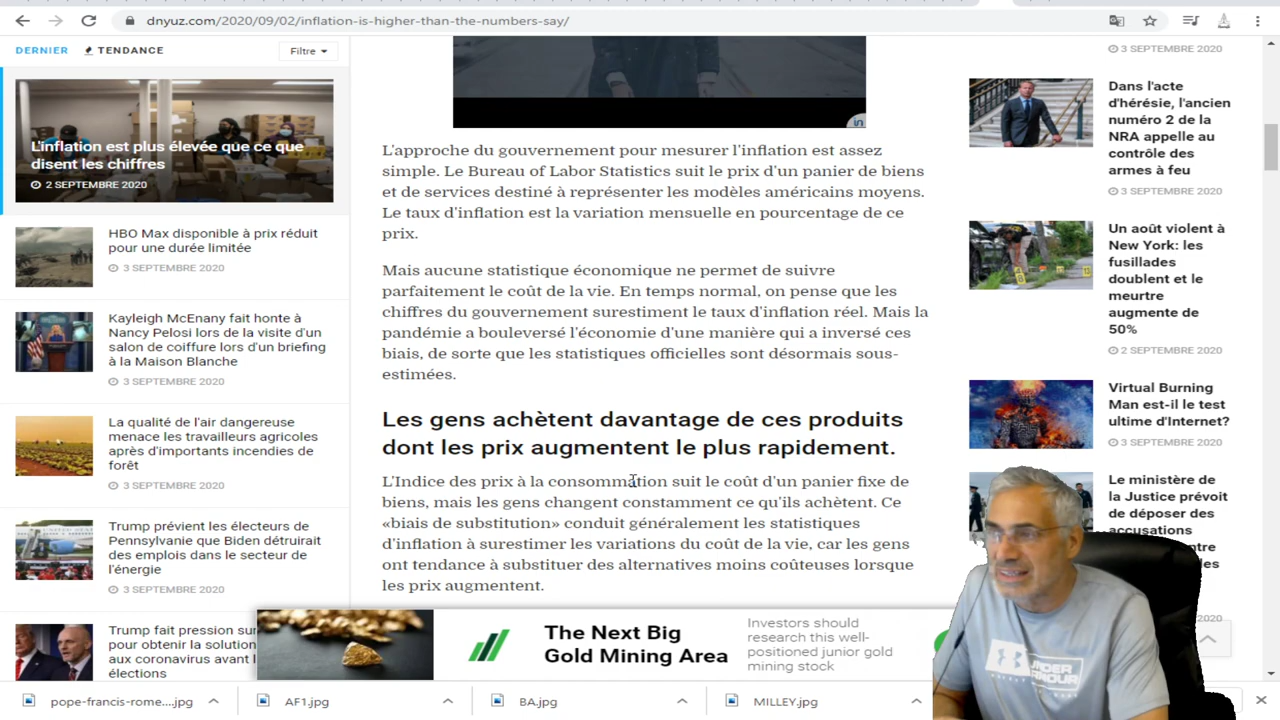 dnyuz.com/2020/09/02/inflation-is-higher-than-the-numbers-say/
DERNIER
TENDANCE
Filtre
L'inflation est plus élevée que ce que
disent les chiffres
2 SEPTEMBRE 2020
HBO Max disponible à prix réduit
pour une durée limitée
3 SEPTEMBRE 2020
Kayleigh McEnany fait honte à
Nancy Pelosi lors de la visite d'un
salon de coiffure lors d'un briefing
à la Maison Blanche
3 SEPTEMBRE 2020
La qualité de l'air dangereuse
menace les travailleurs agricoles
après d'importants incendies de
forêt
3 SEPTEMBRE 2020
Trump prévient les électeurs de
Pennsylvanie que Biden détruirait
des emplois dans le secteur de
l'énergie
3 SEPTEMBRE 2020
Trump fait pression su
pour obtenir la solution
aux coronavirus avant l
élections
in
L'approche du gouvernement pour mesurer l'inflation est assez
simple. Le Bureau of Labor Statistics suit le prix d'un panier de biens
et de services destiné à représenter les modèles américains moyens.
Le taux d'inflation est la variation mensuelle en pourcentage de ce
prix.
Mais aucune statistique économique ne permet de suivre
parfaitement le coût de la vie. En temps normal, on pense que les
chiffres du gouvernement surestiment le taux d'inflation réel. Mais la
pandémie a bouleversé l'économie d'une manière qui a inversé ces
biais, de sorte que les statistiques officielles sont désormais sous-
estimées.
Les gens achètent davantage de ces produits
dont les prix augmentent le plus rapidement.
L'Indice des prix à la consommation suit le coût d'un panier fixe de
biens, mais les gens changent constamment ce qu'ils achètent. Ce
«biais de substitution» conduit généralement les statistiques
d'inflation à surestimer les variations du coût de la vie, car les gens
ont tendance à substituer des alternatives moins coûteuses lorsque
les prix augmentent.
The Next Big
Gold Mining Area
Investors should
research this well-
positioned junior gold
mining stock
3 SEPTEMBRE 2020
Dans l'acte
d'hérésie, l'ancien
numéro 2 de la
NRA appelle au
contrôle des
armes à feu
3 SEPTEMBRE 2020
Un août violent à
New York: les
fusillades
doublent et le
meurtre
augmente de
50%
2 SEPTEMBRE 2020
Virtual Burning
Man est-il le test
ultime d'Internet?
3 SEPTEMBRE 2020
Le ministère de
la Justice prévoit
de déposer des
accusations
ntre
les
2020
UNDER ARMOUR
pope-francis-rome....jpg
AF1.jpg
BA.jpg
MILLEY.jpg